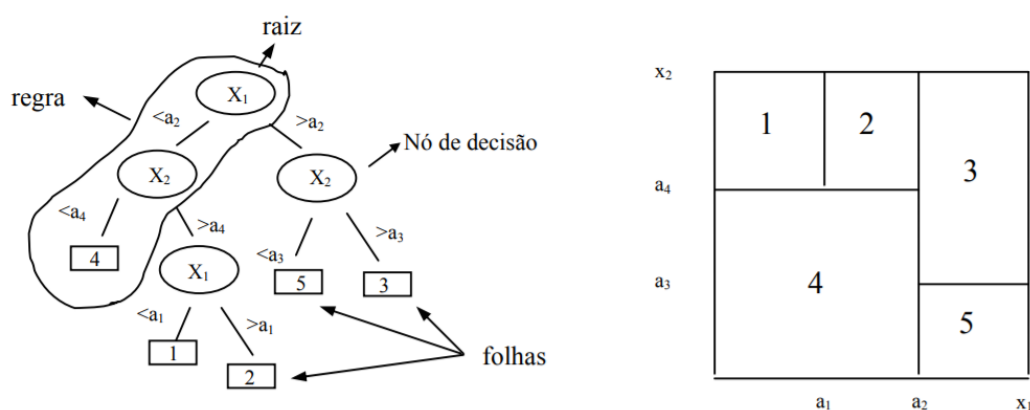 raiz
regra
X₁
<a₂
>a₂
Nó de decisão
X₂
X₂
<a₄
>a₄
<a₃
>a₃
4
X₁
5
3
<a₁
>a₁
1
2
folhas
x₂
1
2
3
a₄
a₃
4
5
a₁
a₂
x₁